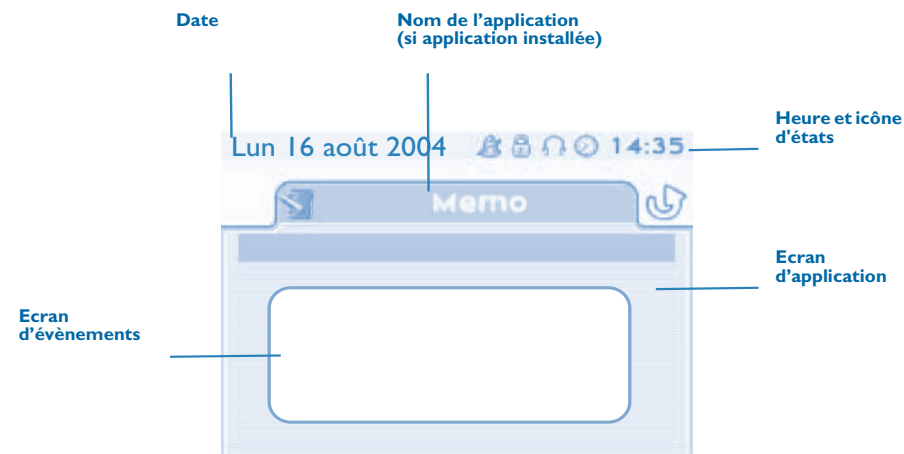 Date
Nom de l'application
(si application installée)
Heure et icône
d'états
Lun 16 août 2004
14:35
Memo
Ecran
d'application
Ecran
d'évènements